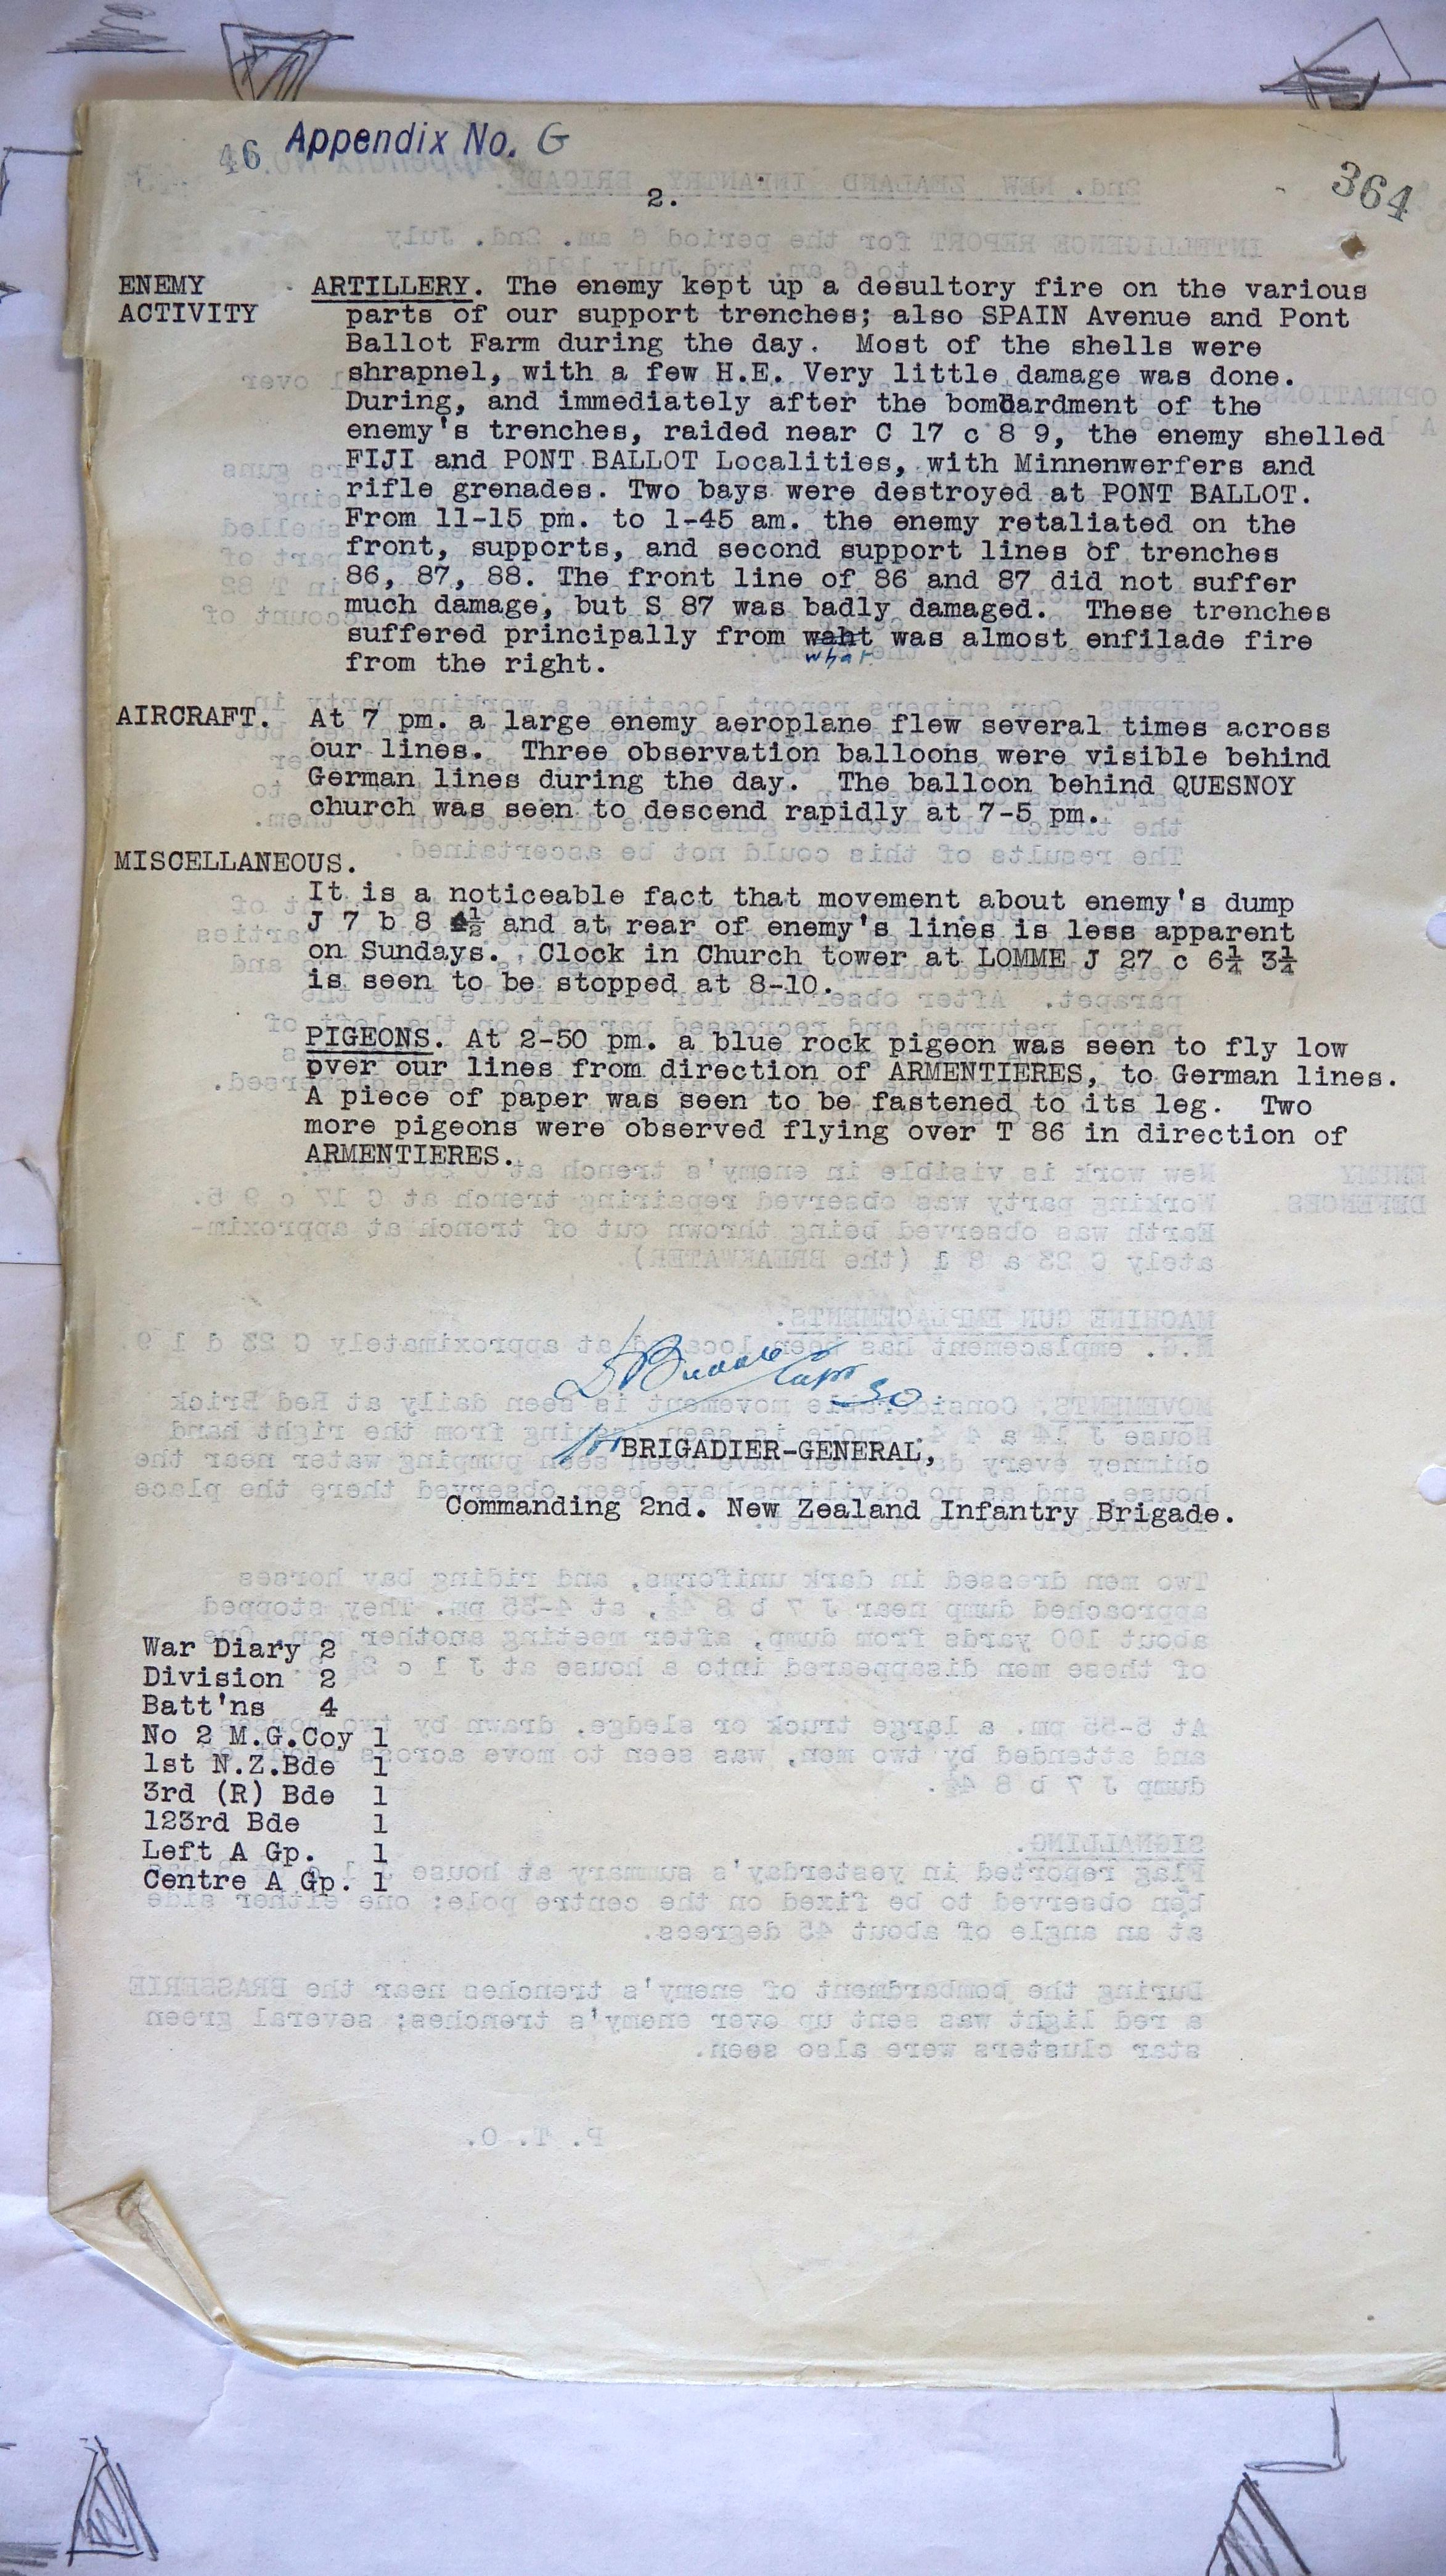 46 Appendix No. G
364
2.
ENEMY ACTIVITY
ARTILLERY. The enemy kept up a desultory fire on the various
parts of our support trenches; also SPAIN Avenue and Pont
Ballot Farm during the day. Most of the shells were
shrapnel, with a few H.E. Very little damage was done.
During, and immediately after the bombardment of the
enemy's trenches, raided near C 17 c 8 9, the enemy shelled
FIJI and PONT BALLOT Localities, with Minnenwerfers and
rifle grenades. Two bays were destroyed at PONT BALLOT.
From 11-15 pm. to 1-45 am. the enemy retaliated on the
front, supports, and second support lines of trenches
86, 87, 88. The front line of 86 and 87 did not suffer
much damage, but S 87 was badly damaged. These trenches
suffered principally from waht was almost enfilade fire
what
from the right.
AIRCRAFT. At 7 pm. a large enemy aeroplane flew several times across
our lines. Three observation balloons were visible behind
German lines during the day. The balloon behind QUESNOY
church was seen to descend rapidly at 7-5 pm.
MISCELLANEOUS.
It is a noticeable fact that movement about enemy's dump
J 7 b 8 4½ and at rear of enemy's lines is less apparent
on Sundays. Clock in Church tower at LOMME J 27 c 6¼ 3¼
is seen to be stopped at 8-10.
PIGEONS. At 2-50 pm. a blue rock pigeon was seen to fly low
over our lines from direction of ARMENTIERES, to German lines.
A piece of paper was seen to be fastened to its leg. Two
more pigeons were observed flying over T 86 in direction of
ARMENTIERES.
Capt
for BRIGADIER-GENERAL,
Commanding 2nd. New Zealand Infantry Brigade.
War Diary 2
Division 2
Batt'ns 4
No 2 M.G.Coy 1
1st N.Z.Bde 1
3rd (R) Bde 1
123rd Bde 1
Left A Gp. 1
Centre A Gp. 1